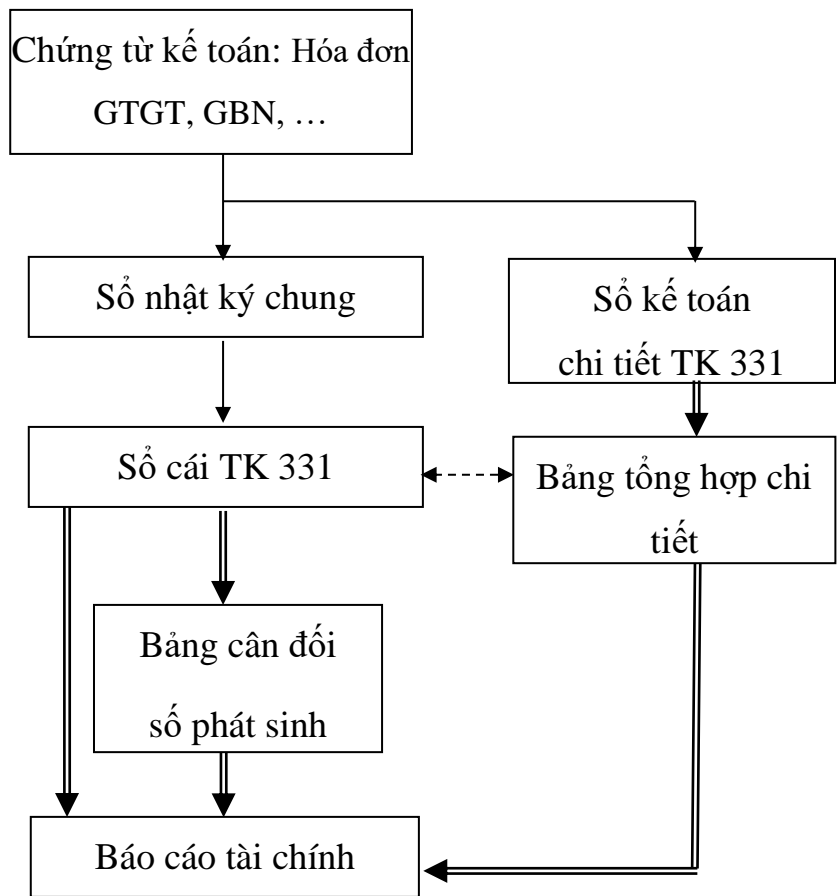 Chứng từ kế toán: Hóa đơn
GTGT, GBN, …
Sổ nhật ký chung
Sổ kế toán
chi tiết TK 331
Sổ cái TK 331
Bảng tổng hợp chi
tiết
Bảng cân đối
số phát sinh
Báo cáo tài chính